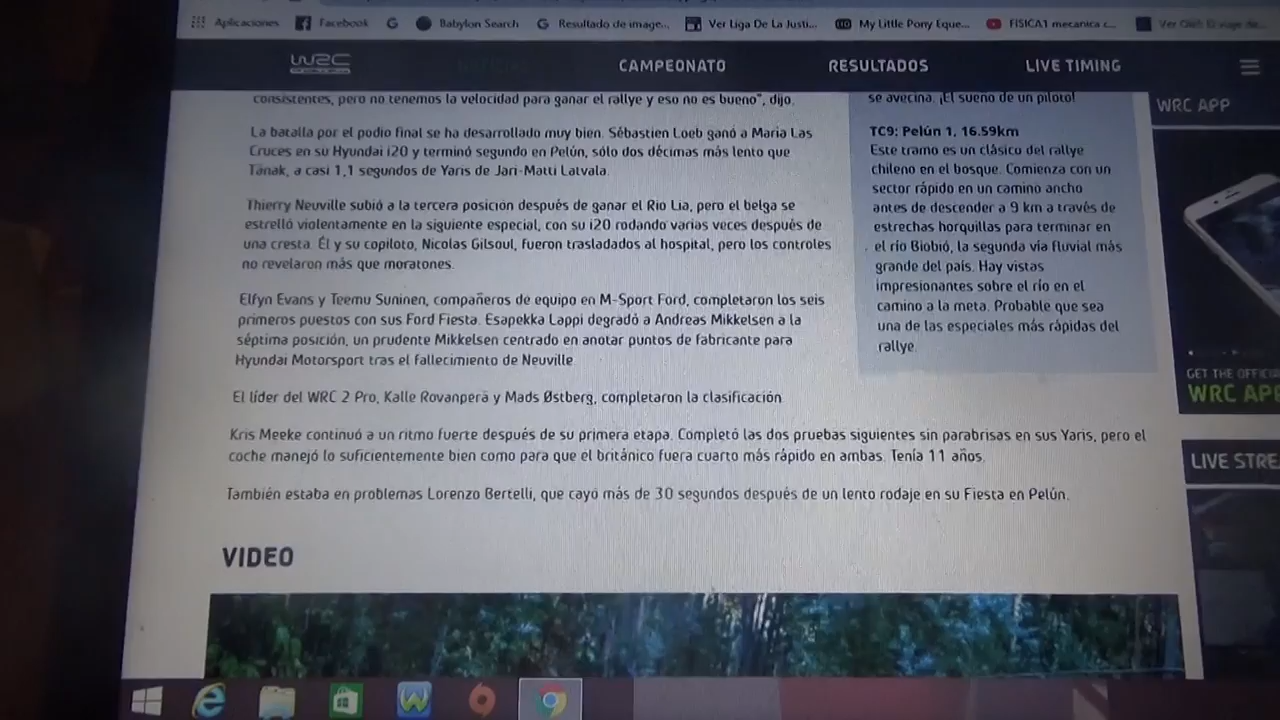 Aplicaciones Facebook Babylon Search Resultado de image... Ver Liga De La Justi... My Little Pony Eque... FISICA1 mecanica c...
WRC
CAMPEONATO RESULTADOS LIVE TIMING
consistentes, pero no tenemos la velocidad para ganar el rallye y eso no es bueno", dijo.
La batalla por el podio final se ha desarrollado muy bien. Sébastien Loeb ganó a Maria Las
Cruces en su Hyundai i20 y terminó segundo en Pelún, sólo dos décimas más lento que
Tänak, a casi 1,1 segundos de Yaris de Jari-Matti Latvala.
Thierry Neuville subió a la tercera posición después de ganar el Rio Lia, pero el belga se
estrelló violentamente en la siguiente especial, con su i20 rodando varias veces después de
una cresta. Él y su copiloto, Nicolas Gilsoul, fueron trasladados al hospital, pero los controles
no revelaron más que moratones.
Elfyn Evans y Teemu Suninen, compañeros de equipo en M-Sport Ford, completaron los seis
primeros puestos con sus Ford Fiesta. Esapekka Lappi degradó a Andreas Mikkelsen a la
séptima posición, un prudente Mikkelsen centrado en anotar puntos de fabricante para
Hyundai Motorsport tras el fallecimiento de Neuville
El líder del WRC 2 Pro, Kalle Rovanperä y Mads Østberg, completaron la clasificación
Kris Meeke continuó a un ritmo fuerte después de su primera etapa. Completó las dos pruebas siguientes sin parabrisas en sus Yaris, pero el
coche manejó lo suficientemente bien como para que el británico fuera cuarto más rápido en ambas. Tenía 11 años.
También estaba en problemas Lorenzo Bertelli, que cayó más de 30 segundos después de un lento rodaje en su Fiesta en Pelún.
VIDEO
se avecina. ¡El sueño de un piloto!
TC9: Pelún 1, 16.59km
Este tramo es un clásico del rallye
chileno en el bosque. Comienza con un
sector rápido en un camino ancho
antes de descender a 9 km a través de
estrechas horquillas para terminar en
el río Biobió, la segunda vía fluvial más
grande del país. Hay vistas
impresionantes sobre el río en el
camino a la meta. Probable que sea
una de las especiales más rápidas del
rallye.
WRC APP
GET THE
WRC APP
LIVE STRE